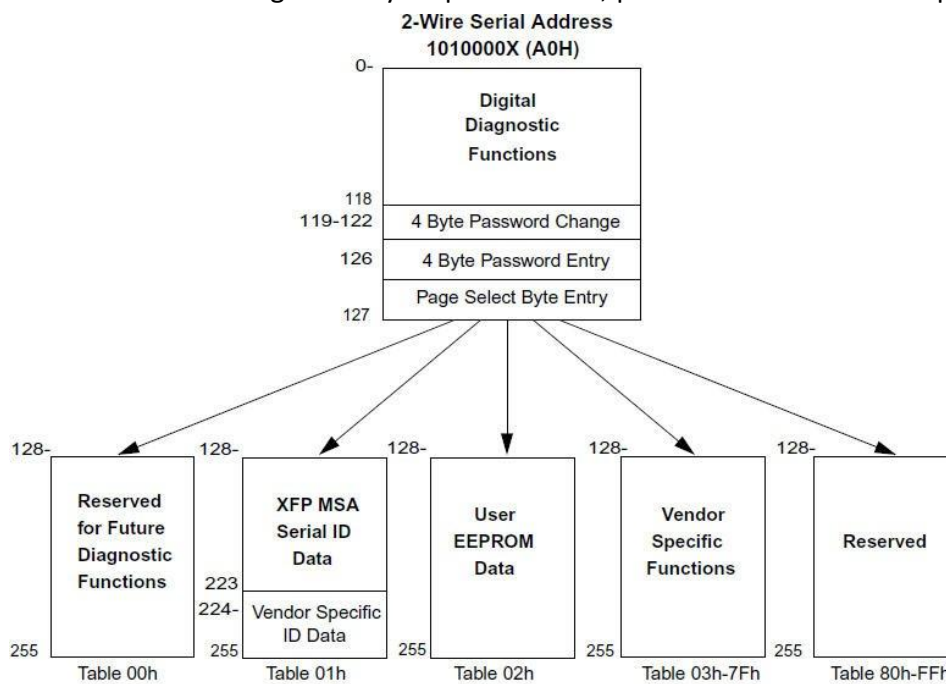 2-Wire Serial Address
1010000X (A0H)
0-
Digital
Diagnostic
Functions
118
119-122 4 Byte Password Change
126 4 Byte Password Entry
Page Select Byte Entry
127
128- 128- 128- 128- 128-
Reserved
for Future
Diagnostic
Functions
255
Table 00h
XFP MSA
Serial ID
Data
223
224- Vendor Specific
ID Data
255
Table 01h
User
EEPROM
Data
255
Table 02h
Vendor
Specific
Functions
255
Table 03h-7Fh
Reserved
255
Table 80h-FFh